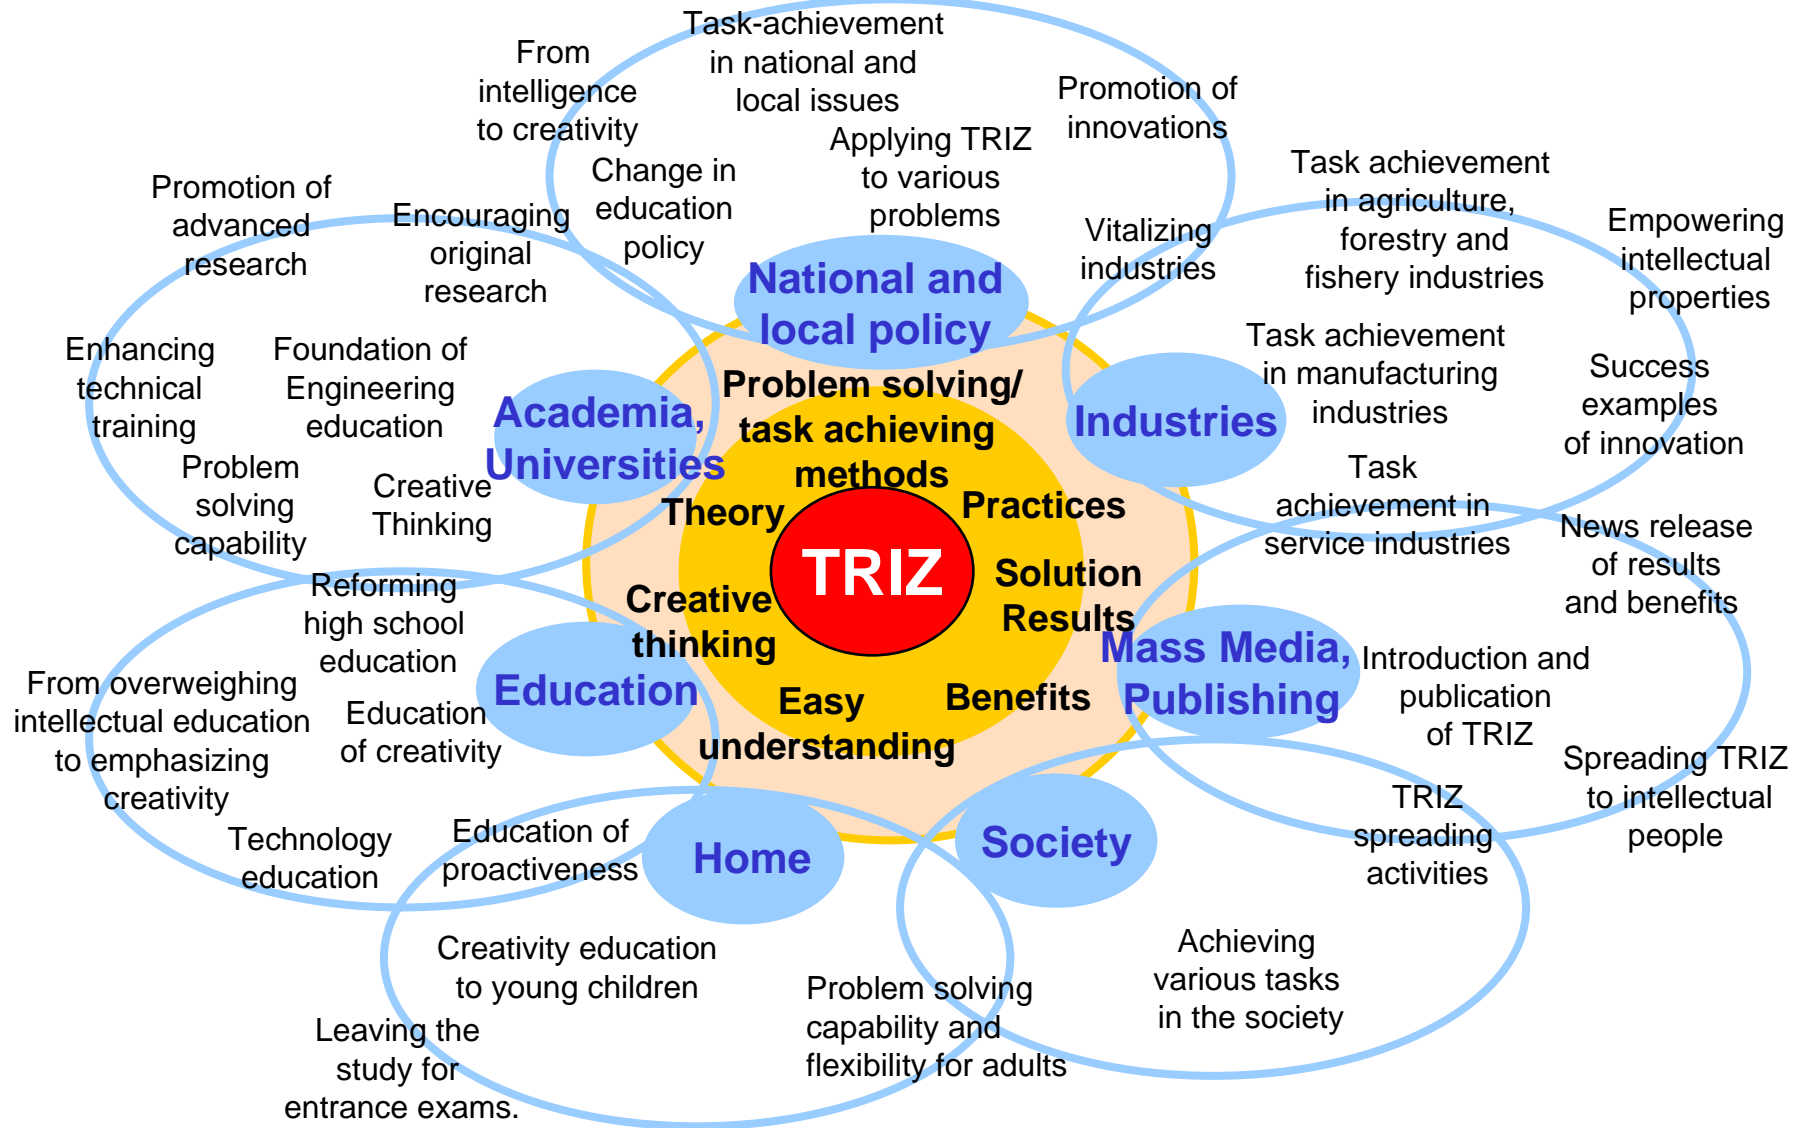 Task-achievement
in national and
local issues
From
intelligence
to creativity
Promotion of
innovations
Applying TRIZ
to various
problems
Change in
education
policy
Vitalizing
industries
National and
local policy
Promotion of
advanced
research
Encouraging
original
research
Enhancing
technical
training
Foundation of
Engineering
education
Problem
solving
capability
Creative
Thinking
Academia,
Universities
Task achievement
in agriculture,
forestry and
fishery industries
Empowering
intellectual
properties
Task achievement
in manufacturing
industries
Success
examples
of innovation
Task
achievement in
service industries
Industries
Problem solving/
task achieving
methods
Theory
Practices
TRIZ
Solution
Results
Creative
thinking
Easy
understanding
Benefits
News release
of results
and benefits
Mass Media,
Publishing
Introduction and
publication
of TRIZ
Spreading TRIZ
to intellectual
people
Reforming
high school
education
From overweighing
intellectual education
to emphasizing
creativity
Education
of creativity
Education
Technology
education
Education of
proactiveness
Home
Creativity education
to young children
Leaving the
study for
entrance exams.
Problem solving
capability and
flexibility for adults
Society
TRIZ
spreading
activities
Achieving
various tasks
in the society